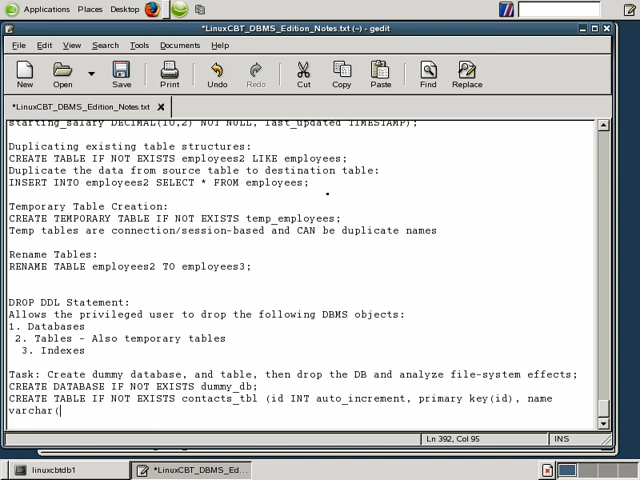 Applications Places Desktop
*LinuxCBT_DBMS_Edition_Notes.txt (~) - gedit
File Edit View Search Tools Documents Help
New Open Save Print Undo Redo Cut Copy Paste Find Replace
*LinuxCBT_DBMS_Edition_Notes.txt
starting_salary DECIMAL(10,2) NOT NULL, last_updated TIMESTAMP);
Duplicating existing table structures:
CREATE TABLE IF NOT EXISTS employees2 LIKE employees;
Duplicate the data from source table to destination table:
INSERT INTO employees2 SELECT * FROM employees;
Temporary Table Creation:
CREATE TEMPORARY TABLE IF NOT EXISTS temp_employees;
Temp tables are connection/session-based and CAN be duplicate names
Rename Tables:
RENAME TABLE employees2 TO employees3;
DROP DDL Statement:
Allows the privileged user to drop the following DBMS objects:
1. Databases
2. Tables - Also temporary tables
3. Indexes
Task: Create dummy database, and table, then drop the DB and analyze file-system effects;
CREATE DATABASE IF NOT EXISTS dummy_db;
CREATE TABLE IF NOT EXISTS contacts_tbl (id INT auto_increment, primary key(id), name
varchar(
Ln 392, Col 95 INS
linuxcbtdb1 *LinuxCBT_DBMS_Ed...